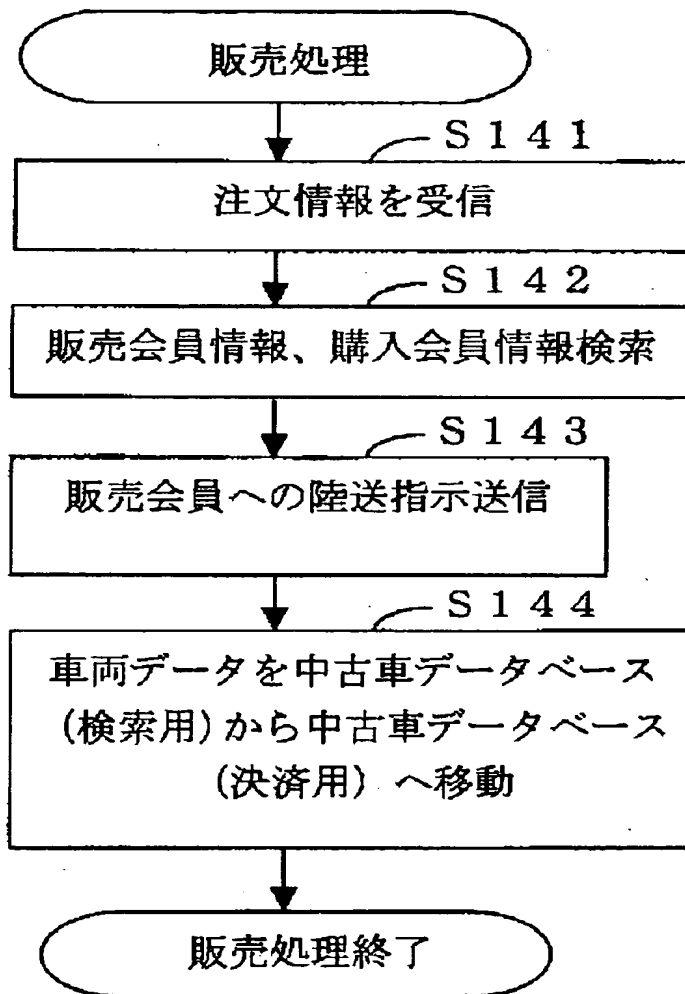 販売処理
S141
注文情報を受信
S142
販売会員情報、購入会員情報検索
S143
販売会員への陸送指示送信
S144
車両データを中古車データベース
(検索用)から中古車データベース
(決済用)へ移動
販売処理終了